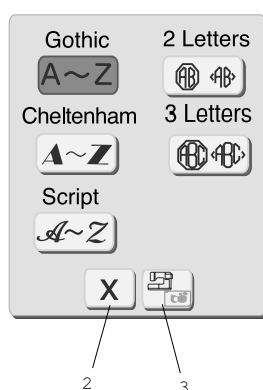 Gothic
A~Z
2 Letters
AB <AB>
Cheltenham
A~Z
3 Letters
ABC <ABC>
Script
A~Z
X
2
3